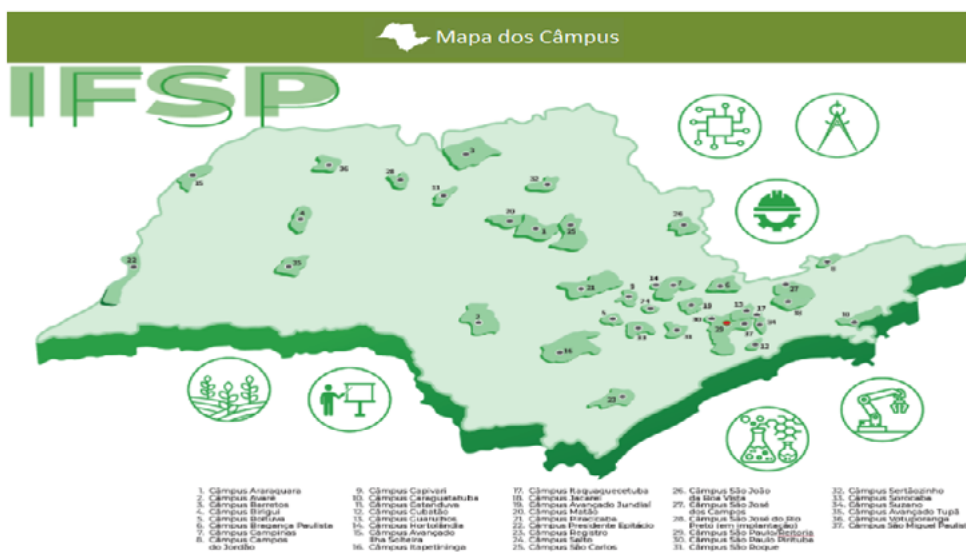 Mapa dos Câmpus
IFSP
1. Câmpus Araraquara
2. Câmpus Avaré
3. Câmpus Barretos
4. Câmpus Birigui
5. Câmpus Boituva
6. Câmpus Bragança Paulista
7. Câmpus Campinas
8. Câmpus Campos
do Jordão
9. Câmpus Capivari
10. Câmpus Caraguatatuba
11. Câmpus Catanduva
12. Câmpus Cubatão
13. Câmpus Guarulhos
14. Câmpus Hortolândia
15. Câmpus Avançado
Ilha Solteira
16. Câmpus Itapetininga
17. Câmpus Itaquaquecetuba
18. Câmpus Jacareí
19. Câmpus Avançado Jundiaí
20. Câmpus Matão
21. Câmpus Piracicaba
22. Câmpus Presidente Epitácio
23. Câmpus Registro
24. Câmpus Salto
25. Câmpus São Carlos
26. Câmpus São João
da Boa Vista
27. Câmpus São José
dos Campos
28. Câmpus São José do Rio
Preto (em implantação)
29. Câmpus São Paulo/Reitoria
30. Câmpus São Paulo Pirituba
31. Câmpus São Roque
32. Câmpus Sertãozinho
33. Câmpus Sorocaba
34. Câmpus Suzano
35. Câmpus Avançado Tupã
36. Câmpus Votuporanga
37. Câmpus São Miguel Paulist